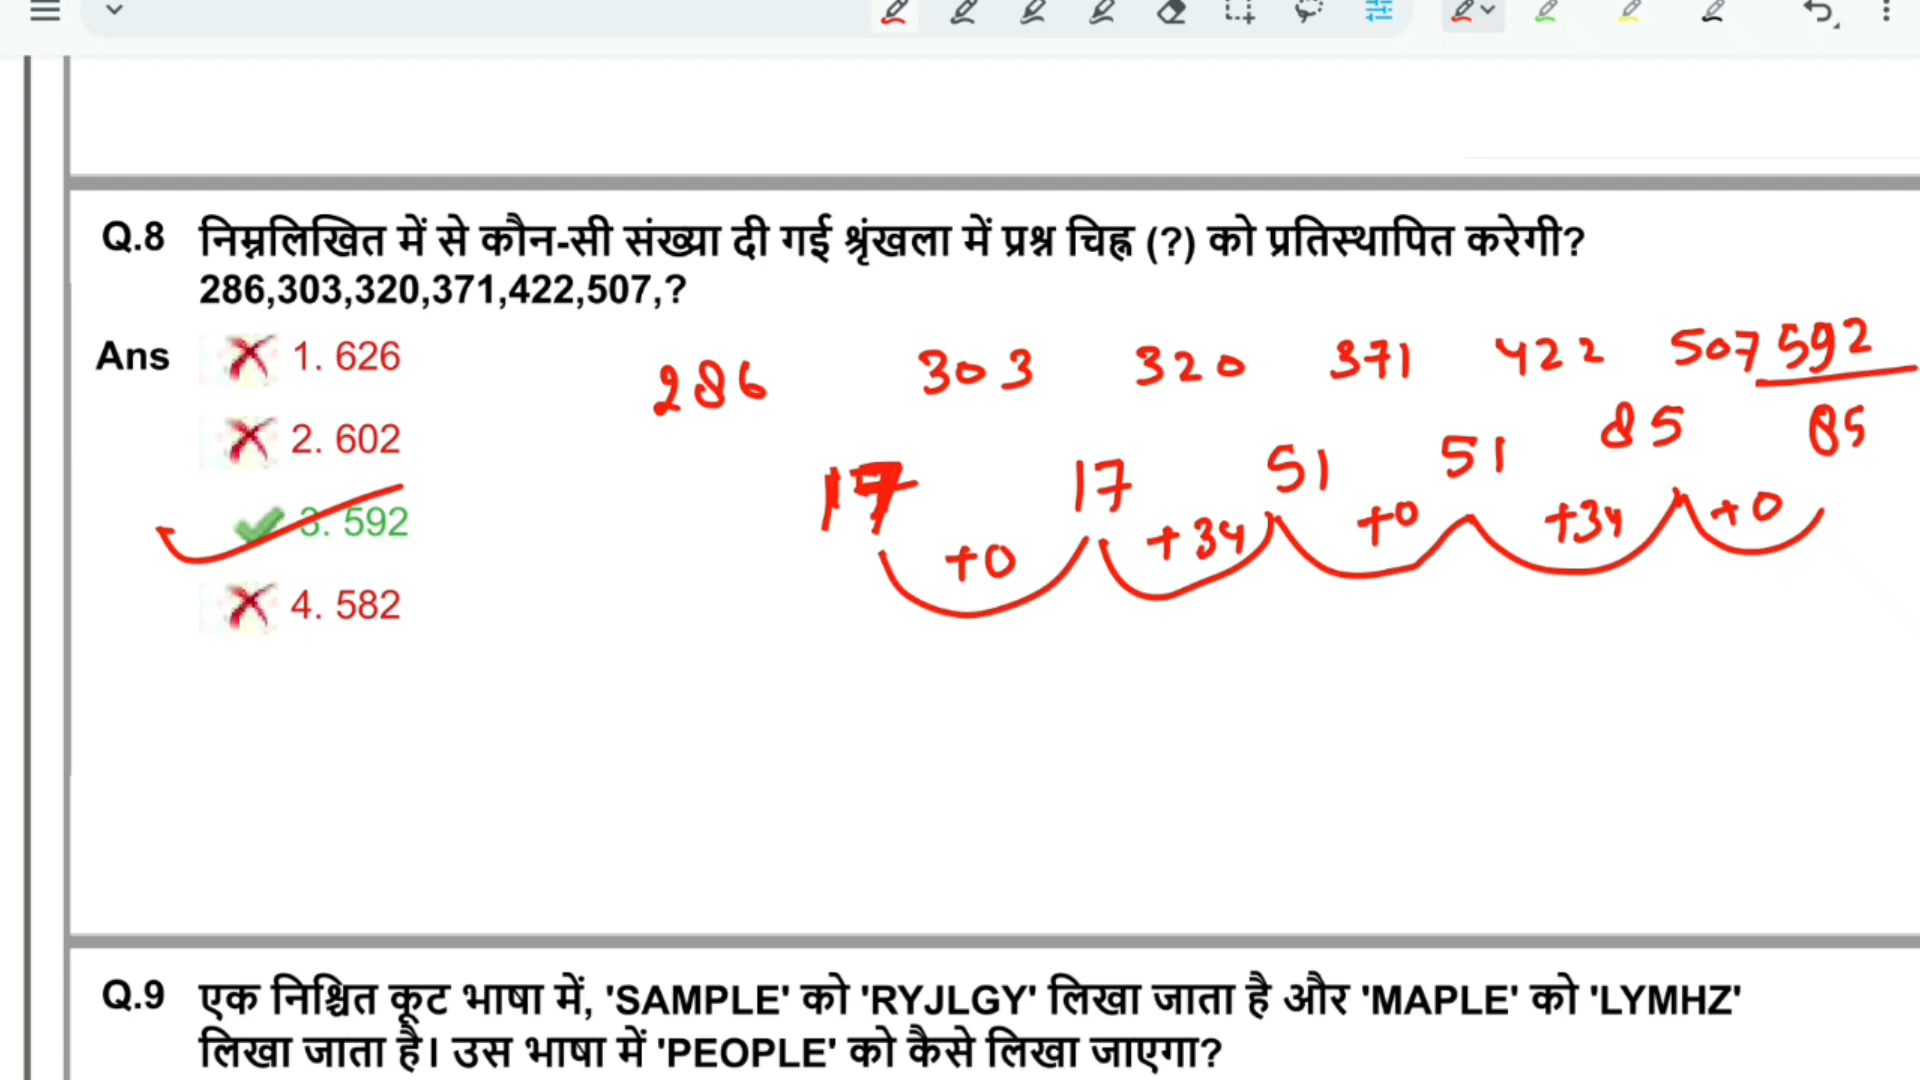 Q.8 निम्नलिखित में से कौन-सी संख्या दी गई श्रृंखला में प्रश्न चिह्न (?) को प्रतिस्थापित करेगी?
286,303,320,371,422,507,?
Ans 1. 626
2. 602
3. 592
4. 582
286 303 320 371 422 507 592
17 17 51 51 85 85
+0 +34 +0 +34 +0
Q.9 एक निश्चित कूट भाषा में, 'SAMPLE' को 'RYJLGY' लिखा जाता है और 'MAPLE' को 'LYMHZ'
लिखा जाता है। उस भाषा में 'PEOPLE' को कैसे लिखा जाएगा?